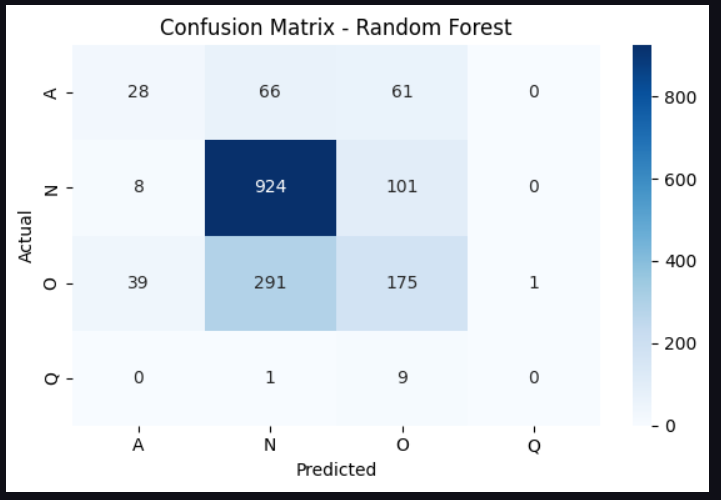 Confusion Matrix - Random Forest
A 28 66 61 0
N 8 924 101 0
O 39 291 175 1
Q 0 1 9 0
A N O Q
Predicted
Actual
800
600
400
200
0